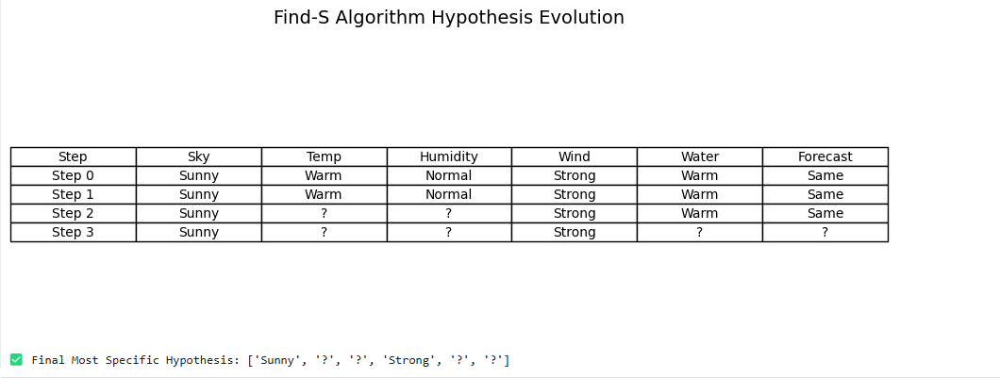 Find-S Algorithm Hypothesis Evolution
Step Sky Temp Humidity Wind Water Forecast
Step 0 Sunny Warm Normal Strong Warm Same
Step 1 Sunny Warm Normal Strong Warm Same
Step 2 Sunny ? ? Strong Warm Same
Step 3 Sunny ? ? Strong ? ?
✅ Final Most Specific Hypothesis: ['Sunny', '?', '?', 'Strong', '?', '?']